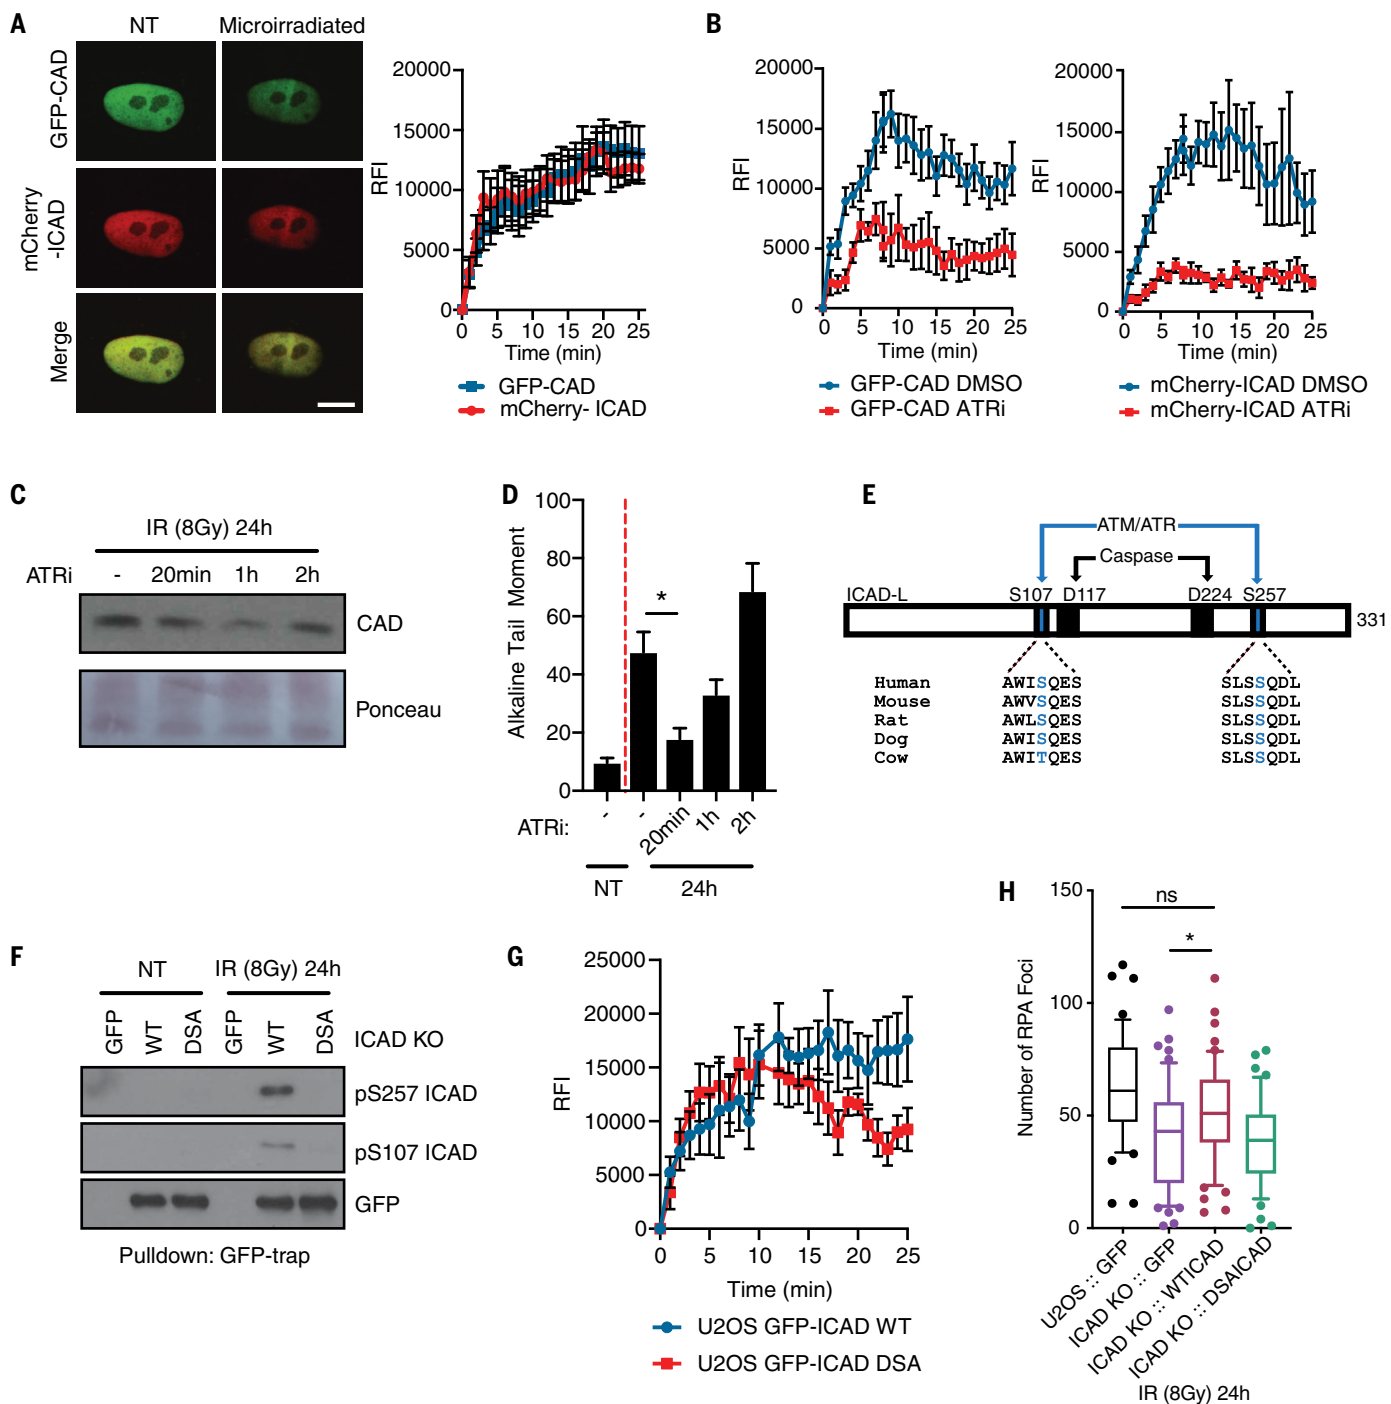 A
NT
Microirradiated
GFP-CAD
mCherry
-ICAD
Merge
RFI
20000
15000
10000
5000
0
0 5 10 15 20 25
Time (min)
GFP-CAD
mCherry- ICAD
B
RFI
20000
15000
10000
5000
0
0 5 10 15 20 25
Time (min)
GFP-CAD DMSO
GFP-CAD ATRi
RFI
20000
15000
10000
5000
0
0 5 10 15 20 25
Time (min)
mCherry-ICAD DMSO
mCherry-ICAD ATRi
C
IR (8Gy) 24h
ATRi - 20min 1h 2h
CAD
Ponceau
D
Alkaline Tail Moment
100
80
60
40
20
0
*
ATRi: - - 20min 1h 2h
NT 24h
E
ATM/ATR
Caspase
ICAD-L S107 D117 D224 S257
331
Human AWISQES SLSSQDL
Mouse AWVSQES SLSSQDL
Rat AWLSQES SLSSQDL
Dog AWISQES SLSSQDL
Cow AWITQES SLSSQDL
F
NT IR (8Gy) 24h
GFP WT DSA GFP WT DSA ICAD KO
pS257 ICAD
pS107 ICAD
GFP
Pulldown: GFP-trap
G
RFI
25000
20000
15000
10000
5000
0
0 5 10 15 20 25
Time (min)
U2OS GFP-ICAD WT
U2OS GFP-ICAD DSA
H
Number of RPA Foci
150
100
50
0
ns
*
U2OS :: GFP
ICAD KO :: GFP
ICAD KO :: WTICAD
ICAD KO :: DSAICAD
IR (8Gy) 24h